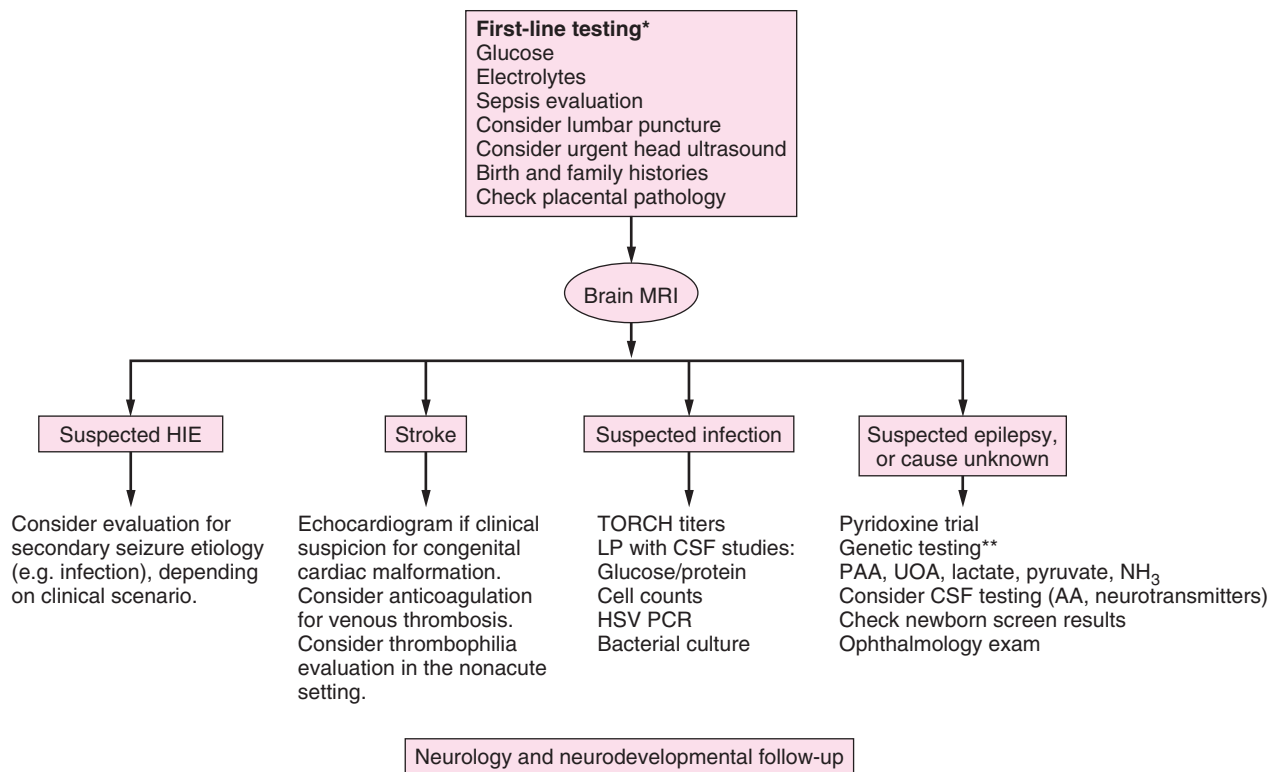 First-line testing*
Glucose
Electrolytes
Sepsis evaluation
Consider lumbar puncture
Consider urgent head ultrasound
Birth and family histories
Check placental pathology
Brain MRI
Suspected HIE
Consider evaluation for
secondary seizure etiology
(e.g. infection), depending
on clinical scenario.
Stroke
Echocardiogram if clinical
suspicion for congenital
cardiac malformation.
Consider anticoagulation
for venous thrombosis.
Consider thrombophilia
evaluation in the nonacute
setting.
Suspected infection
TORCH titers
LP with CSF studies:
Glucose/protein
Cell counts
HSV PCR
Bacterial culture
Suspected epilepsy,
or cause unknown
Pyridoxine trial
Genetic testing**
PAA, UOA, lactate, pyruvate, NH₃
Consider CSF testing (AA, neurotransmitters)
Check newborn screen results
Ophthalmology exam
Neurology and neurodevelopmental follow-up